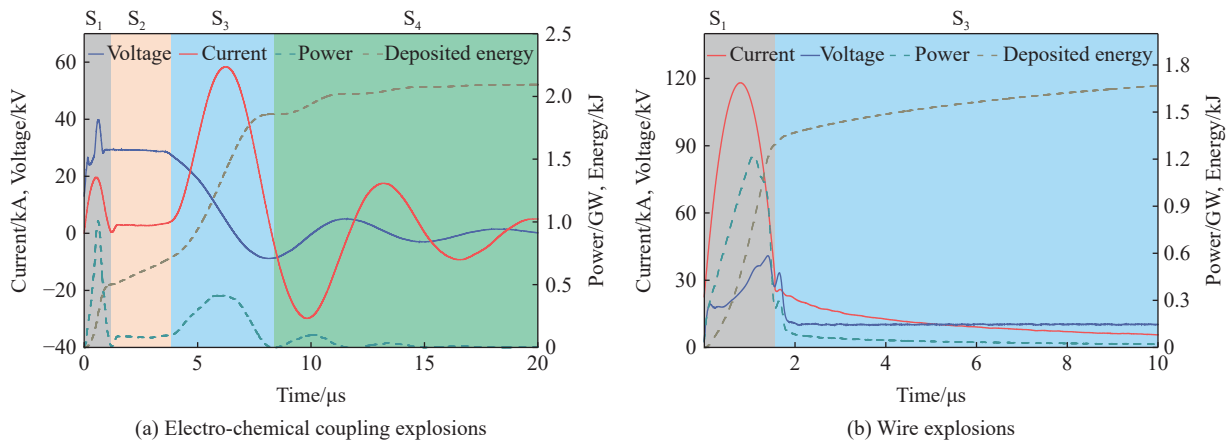 S₁ S₂ S₃ S₄
Voltage Current Power Deposited energy
Current/kA, Voltage/kV
60
40
20
0
−20
−40
0 5 10 15 20
Time/μs
2.5
2.0
1.5
1.0
0.5
0
Power/GW, Energy/kJ
(a) Electro-chemical coupling explosions
S₁ S₃
Current Voltage Power Deposited energy
Current/kA, Voltage/kV
120
90
60
30
0
2 4 6 8 10
Time/μs
1.8
1.5
1.2
0.9
0.6
0.3
0
Power/GW, Energy/kJ
(b) Wire explosions